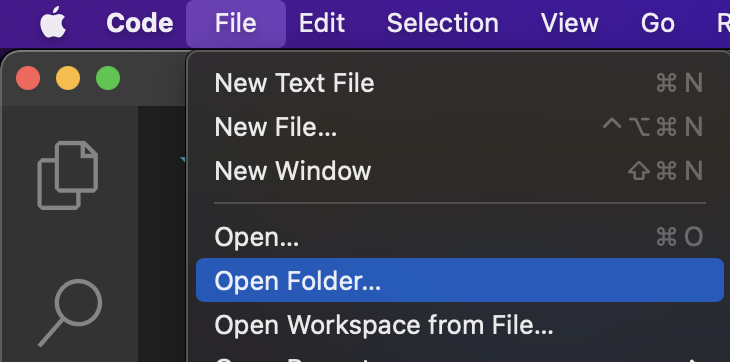 Code File Edit Selection View Go
New Text File ⌘ N
New File... ⌃⌥⌘ N
New Window ⇧⌘ N
Open... ⌘ O
Open Folder...
Open Workspace from File...